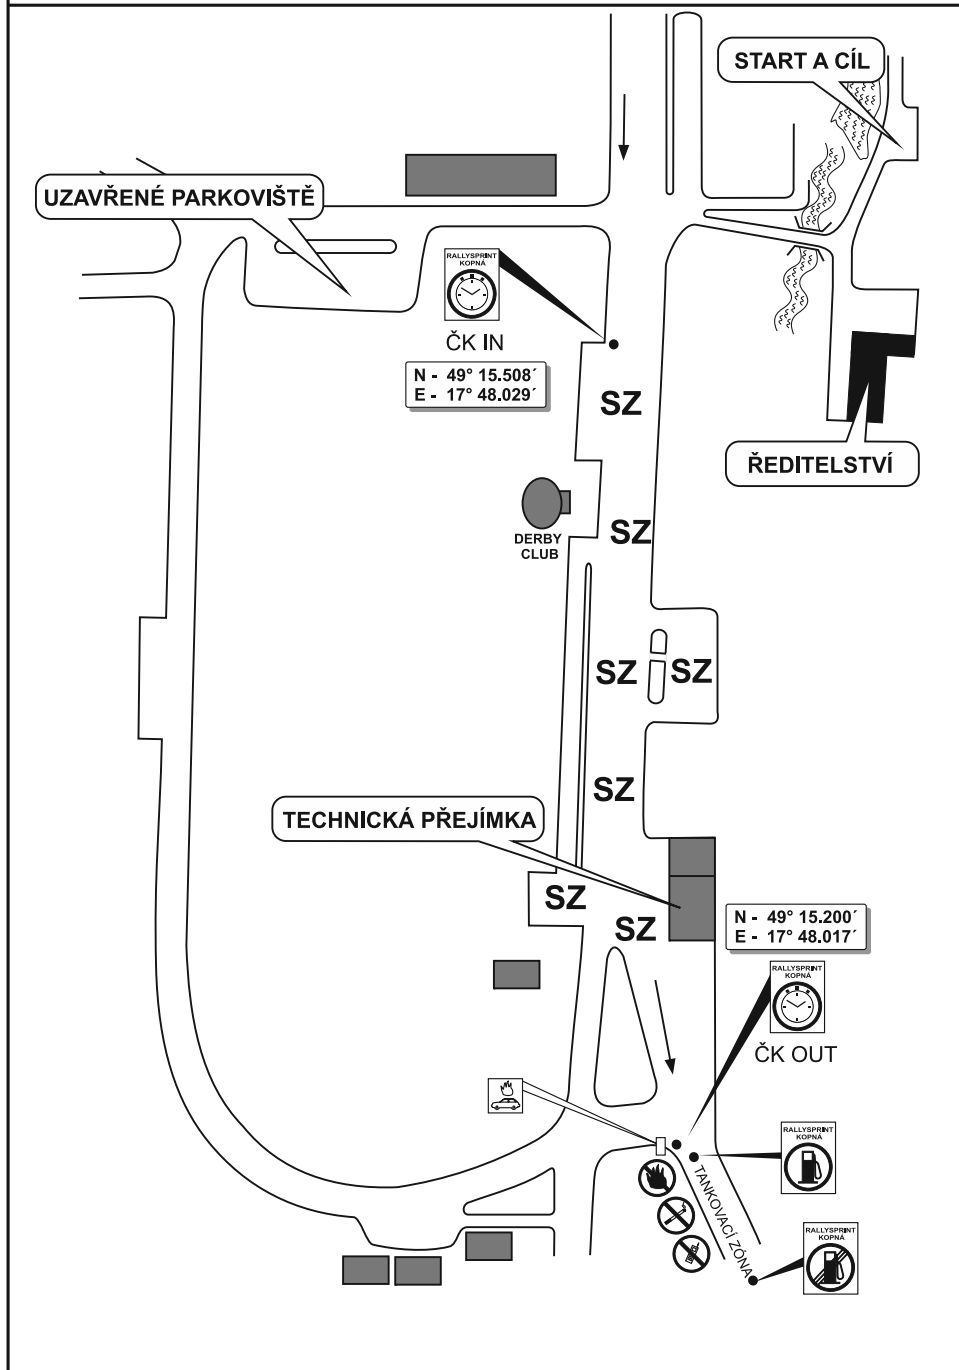 START A CÍL
UZAVŘENÉ PARKOVIŠTĚ
RALLYSPRINT
KOPNÁ
ČK IN
N - 49° 15.508´
E - 17° 48.029´
SZ
ŘEDITELSTVÍ
DERBY
CLUB
SZ
SZ
SZ
SZ
TECHNICKÁ PŘEJÍMKA
SZ
SZ
N - 49° 15.200´
E - 17° 48.017´
RALLYSPRINT
KOPNÁ
ČK OUT
RALLYSPRINT
KOPNÁ
TANKOVACÍ ZÓNA
RALLYSPRINT
KOPNÁ